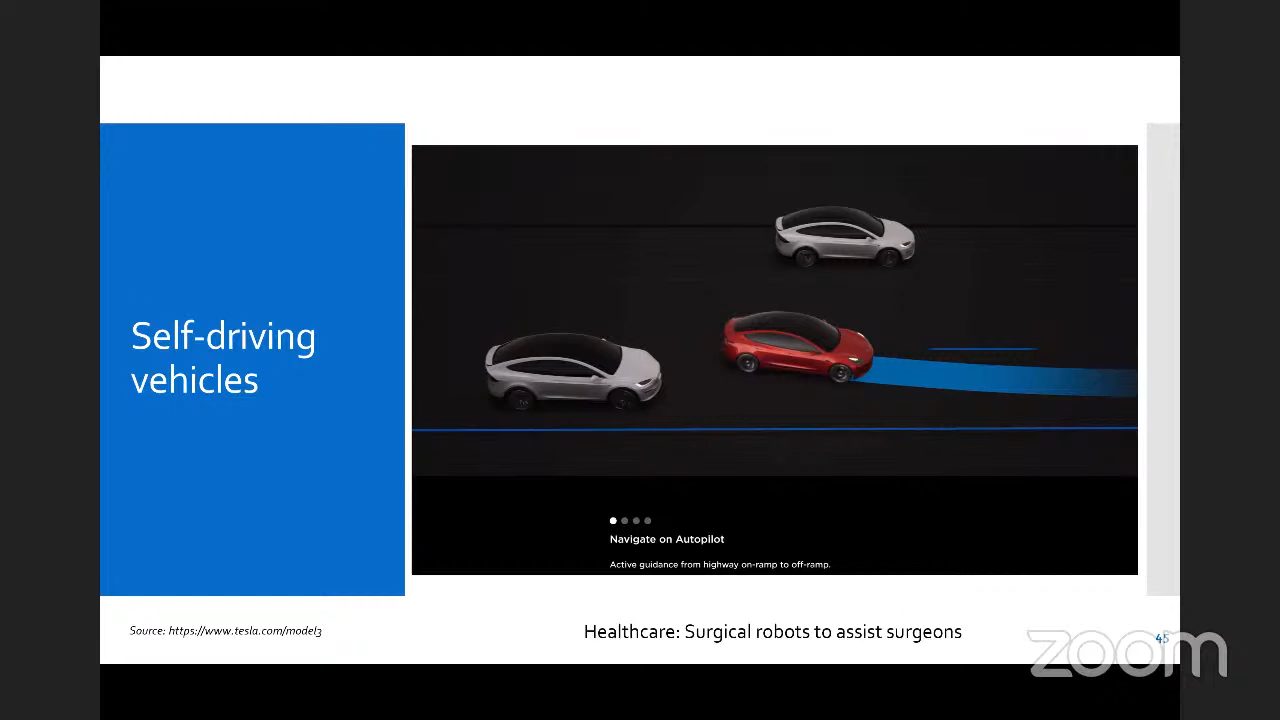 Self-driving
vehicles
Navigate on Autopilot
Active guidance from highway on-ramp to off-ramp.
Source: https://www.tesla.com/model3
Healthcare: Surgical robots to assist surgeons
45
zoom